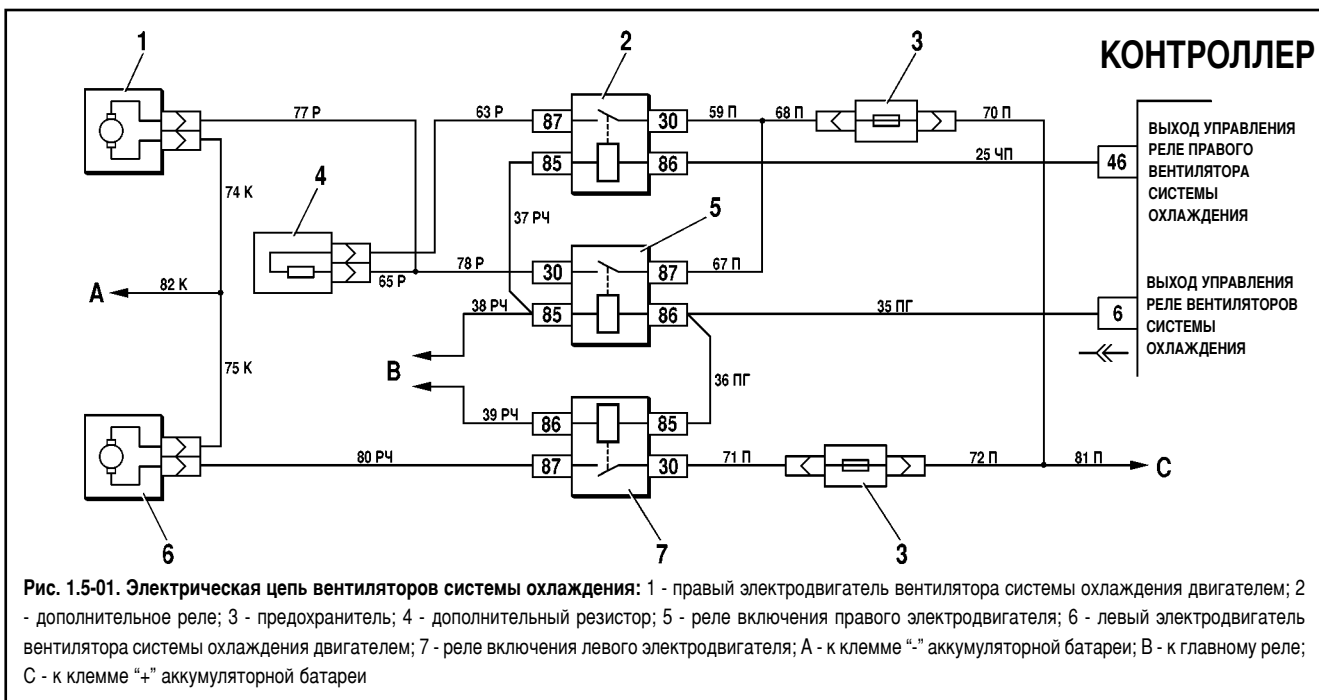 1
2
3
КОНТРОЛЛЕР
77 Р
63 Р
87
30
59 П
68 П
70 П
ВЫХОД УПРАВЛЕНИЯ
РЕЛЕ ПРАВОГО
ВЕНТИЛЯТОРА
СИСТЕМЫ
ОХЛАЖДЕНИЯ
85
86
25 ЧП
46
74 К
4
37 РЧ
5
78 Р
30
87
67 П
65 Р
А
82 К
38 РЧ
85
86
35 ПГ
6
ВЫХОД УПРАВЛЕНИЯ
РЕЛЕ ВЕНТИЛЯТОРОВ
СИСТЕМЫ
ОХЛАЖДЕНИЯ
75 К
В
36 ПГ
39 РЧ
86
85
80 РЧ
87
30
71 П
72 П
81 П
С
6
7
3
Рис. 1.5-01. Электрическая цепь вентиляторов системы охлаждения: 1 - правый электродвигатель вентилятора системы охлаждения двигателем; 2
- дополнительное реле; 3 - предохранитель; 4 - дополнительный резистор; 5 - реле включения правого электродвигателя; 6 - левый электродвигатель
вентилятора системы охлаждения двигателем; 7 - реле включения левого электродвигателя; А - к клемме “-” аккумуляторной батареи; В - к главному реле;
С - к клемме “+” аккумуляторной батареи